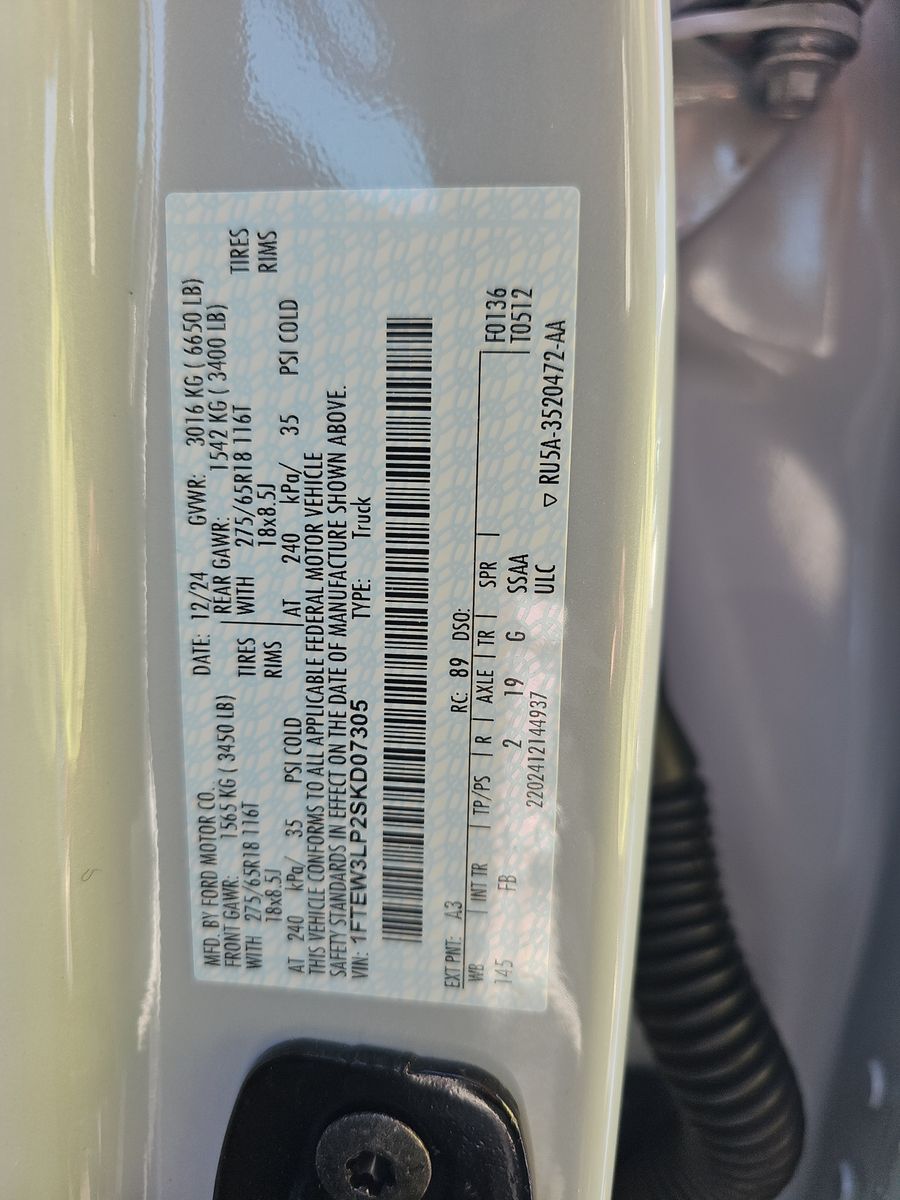 MFD. BY FORD MOTOR CO. DATE: 12/24 GVWR: 3016 KG ( 6650 LB)
FRONT GAWR: 1565 KG ( 3450 LB) REAR GAWR: 1542 KG ( 3400 LB)
WITH 275/65R18 116T TIRES WITH 275/65R18 116T TIRES
18x8.5J RIMS 18x8.5J RIMS
AT 240 kPa/ 35 PSI COLD AT 240 kPa/ 35 PSI COLD
THIS VEHICLE CONFORMS TO ALL APPLICABLE FEDERAL MOTOR VEHICLE
SAFETY STANDARDS IN EFFECT ON THE DATE OF MANUFACTURE SHOWN ABOVE.
VIN: 1FTEW3LP2SKD07305 TYPE: Truck
EXT PNT: A3 RC: 89 DSO:
WB INT TR TP/PS R AXLE TR SPR F0136
145 FB 2 19 G SSAA T0512
2202412144937 ULC ▽ RU5A-3520472-AA